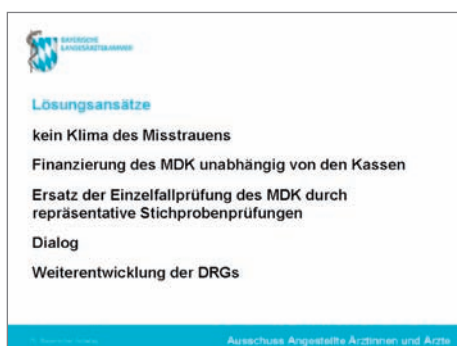 BAYERISCHE
LANDESÄRZTEKAMMER
Lösungsansätze
kein Klima des Misstrauens
Finanzierung des MDK unabhängig von den Kassen
Ersatz der Einzelfallprüfung des MDK durch
repräsentative Stichprobenprüfungen
Dialog
Weiterentwicklung der DRGs
Ausschuss Angestellte Ärztinnen und Ärzte